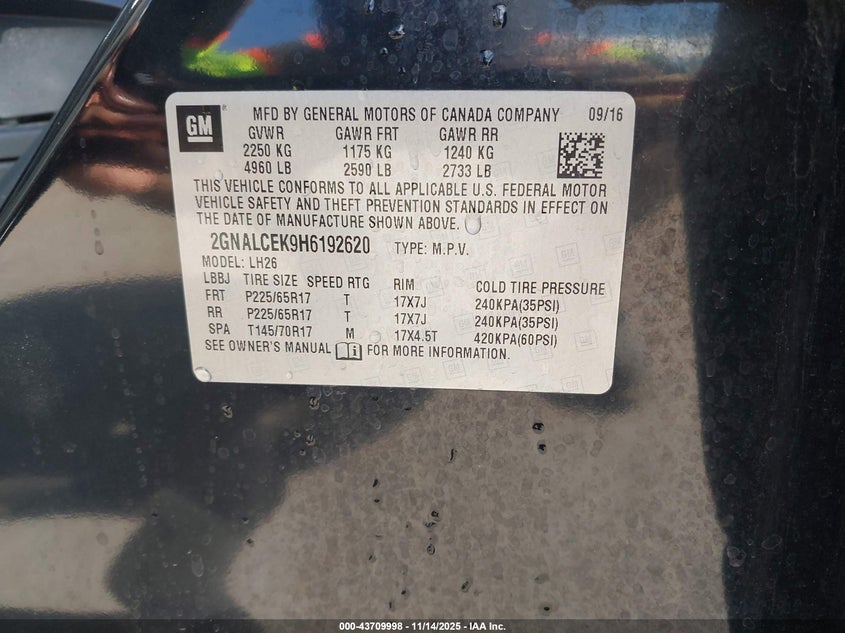 GM
MFD BY GENERAL MOTORS OF CANADA COMPANY 09/16
GVWR GAWR FRT GAWR RR
2250 KG 1175 KG 1240 KG
4960 LB 2590 LB 2733 LB
THIS VEHICLE CONFORMS TO ALL APPLICABLE U.S. FEDERAL MOTOR
VEHICLE SAFETY AND THEFT PREVENTION STANDARDS IN EFFECT ON
THE DATE OF MANUFACTURE SHOWN ABOVE.
2GNALCEK9H6192620 TYPE: M.P.V.
MODEL: LH26
LBBJ TIRE SIZE SPEED RTG RIM COLD TIRE PRESSURE
FRT P225/65R17 T 17X7J 240KPA(35PSI)
RR P225/65R17 T 17X7J 240KPA(35PSI)
SPA T145/70R17 M 17X4.5T 420KPA(60PSI)
SEE OWNER'S MANUAL FOR MORE INFORMATION.
000-43709998 - 11/14/2025 - IAA Inc.